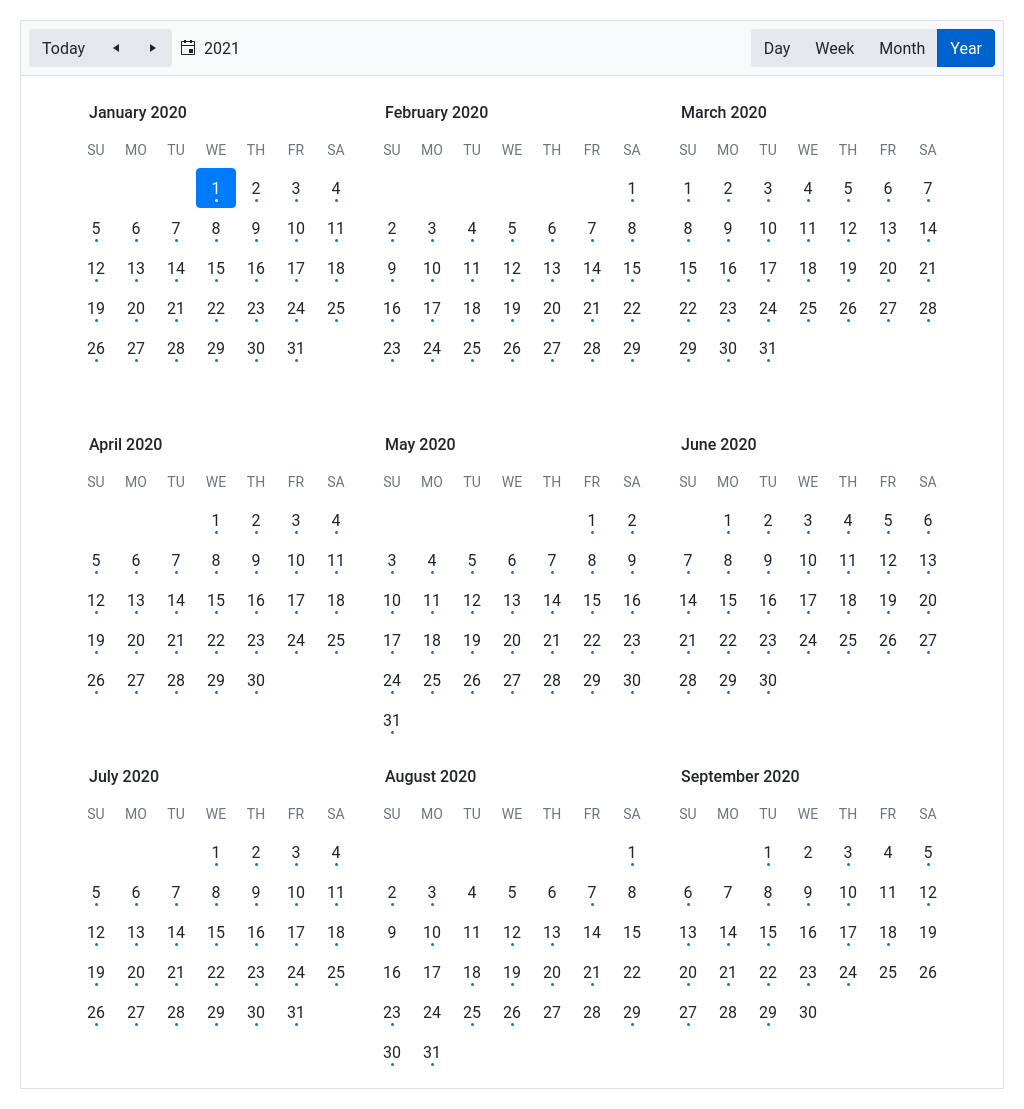 Today 2021 Day Week Month Year
January 2020 February 2020 March 2020
SU MO TU WE TH FR SA SU MO TU WE TH FR SA SU MO TU WE TH FR SA
1 2 3 4 1 1 2 3 4 5 6 7
5 6 7 8 9 10 11 2 3 4 5 6 7 8 8 9 10 11 12 13 14
12 13 14 15 16 17 18 9 10 11 12 13 14 15 15 16 17 18 19 20 21
19 20 21 22 23 24 25 16 17 18 19 20 21 22 22 23 24 25 26 27 28
26 27 28 29 30 31 23 24 25 26 27 28 29 29 30 31
April 2020 May 2020 June 2020
SU MO TU WE TH FR SA SU MO TU WE TH FR SA SU MO TU WE TH FR SA
1 2 3 4 1 2 1 2 3 4 5 6
5 6 7 8 9 10 11 3 4 5 6 7 8 9 7 8 9 10 11 12 13
12 13 14 15 16 17 18 10 11 12 13 14 15 16 14 15 16 17 18 19 20
19 20 21 22 23 24 25 17 18 19 20 21 22 23 21 22 23 24 25 26 27
26 27 28 29 30 24 25 26 27 28 29 30 28 29 30
31
July 2020 August 2020 September 2020
SU MO TU WE TH FR SA SU MO TU WE TH FR SA SU MO TU WE TH FR SA
1 2 3 4 1 1 2 3 4 5
5 6 7 8 9 10 11 2 3 4 5 6 7 8 6 7 8 9 10 11 12
12 13 14 15 16 17 18 9 10 11 12 13 14 15 13 14 15 16 17 18 19
19 20 21 22 23 24 25 16 17 18 19 20 21 22 20 21 22 23 24 25 26
26 27 28 29 30 31 23 24 25 26 27 28 29 27 28 29 30
30 31